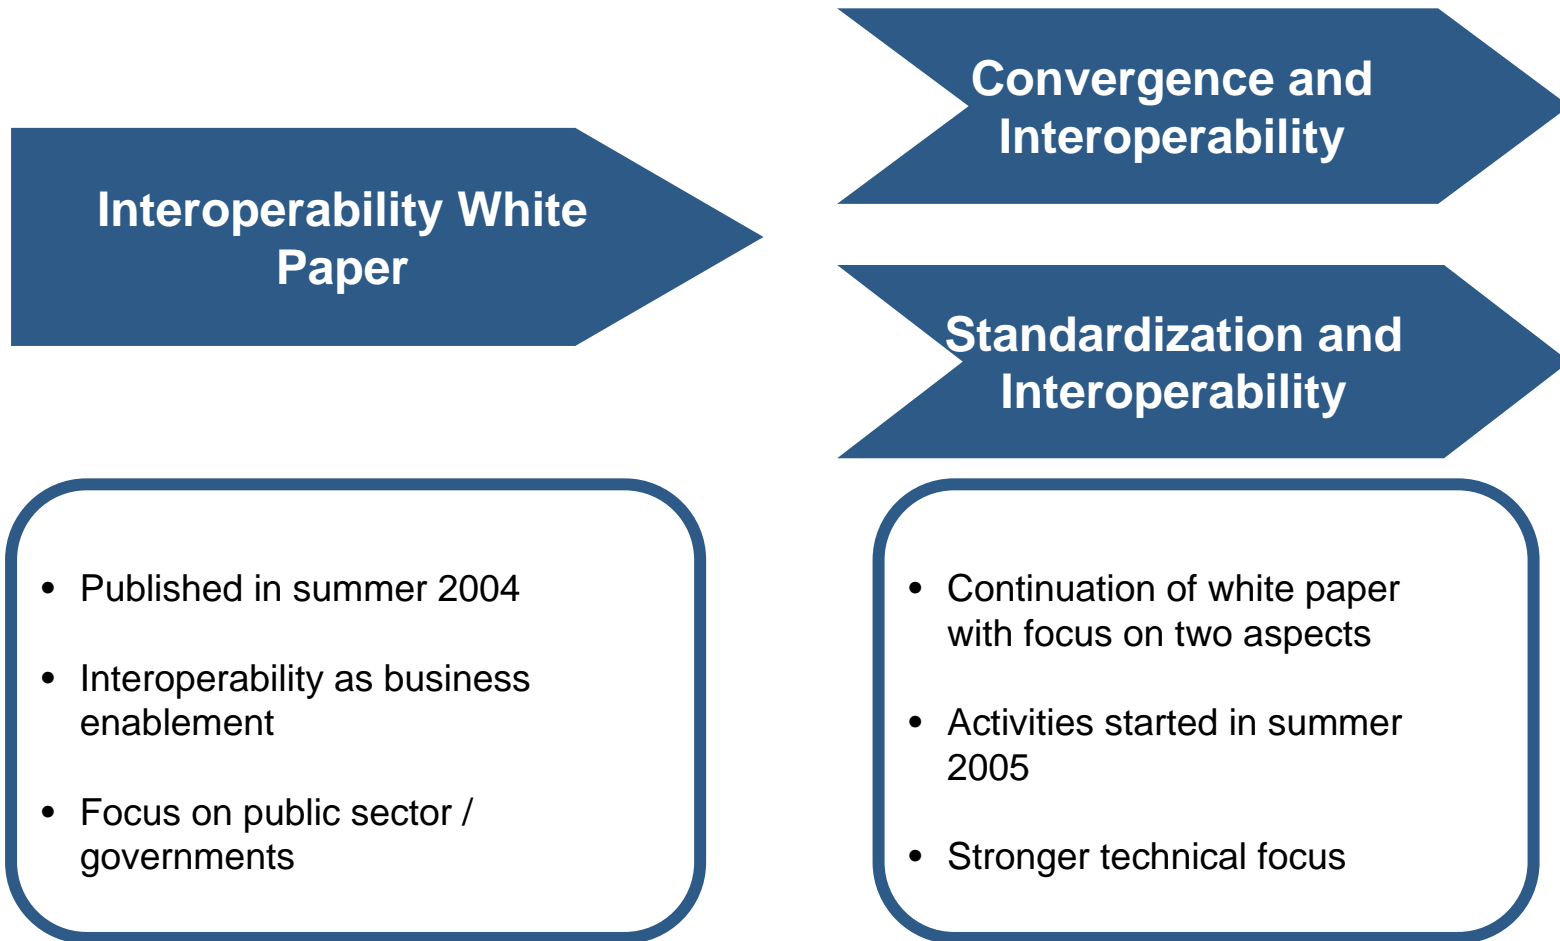 Interoperability White
Paper
Convergence and
Interoperability
Standardization and
Interoperability
• Published in summer 2004
• Interoperability as business
enablement
• Focus on public sector /
governments
• Continuation of white paper
with focus on two aspects
• Activities started in summer
2005
• Stronger technical focus